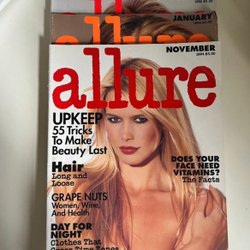 JANUARY
NOVEMBER
allure
UPKEEP
55 Tricks
To Make
Beauty Last
Hair
Long and
Loose
GRAPE NUTS
Women, Wine,
And Health
DAY FOR
NIGHT
Clothes That
DOES YOUR
FACE NEED
VITAMINS?
The Facts